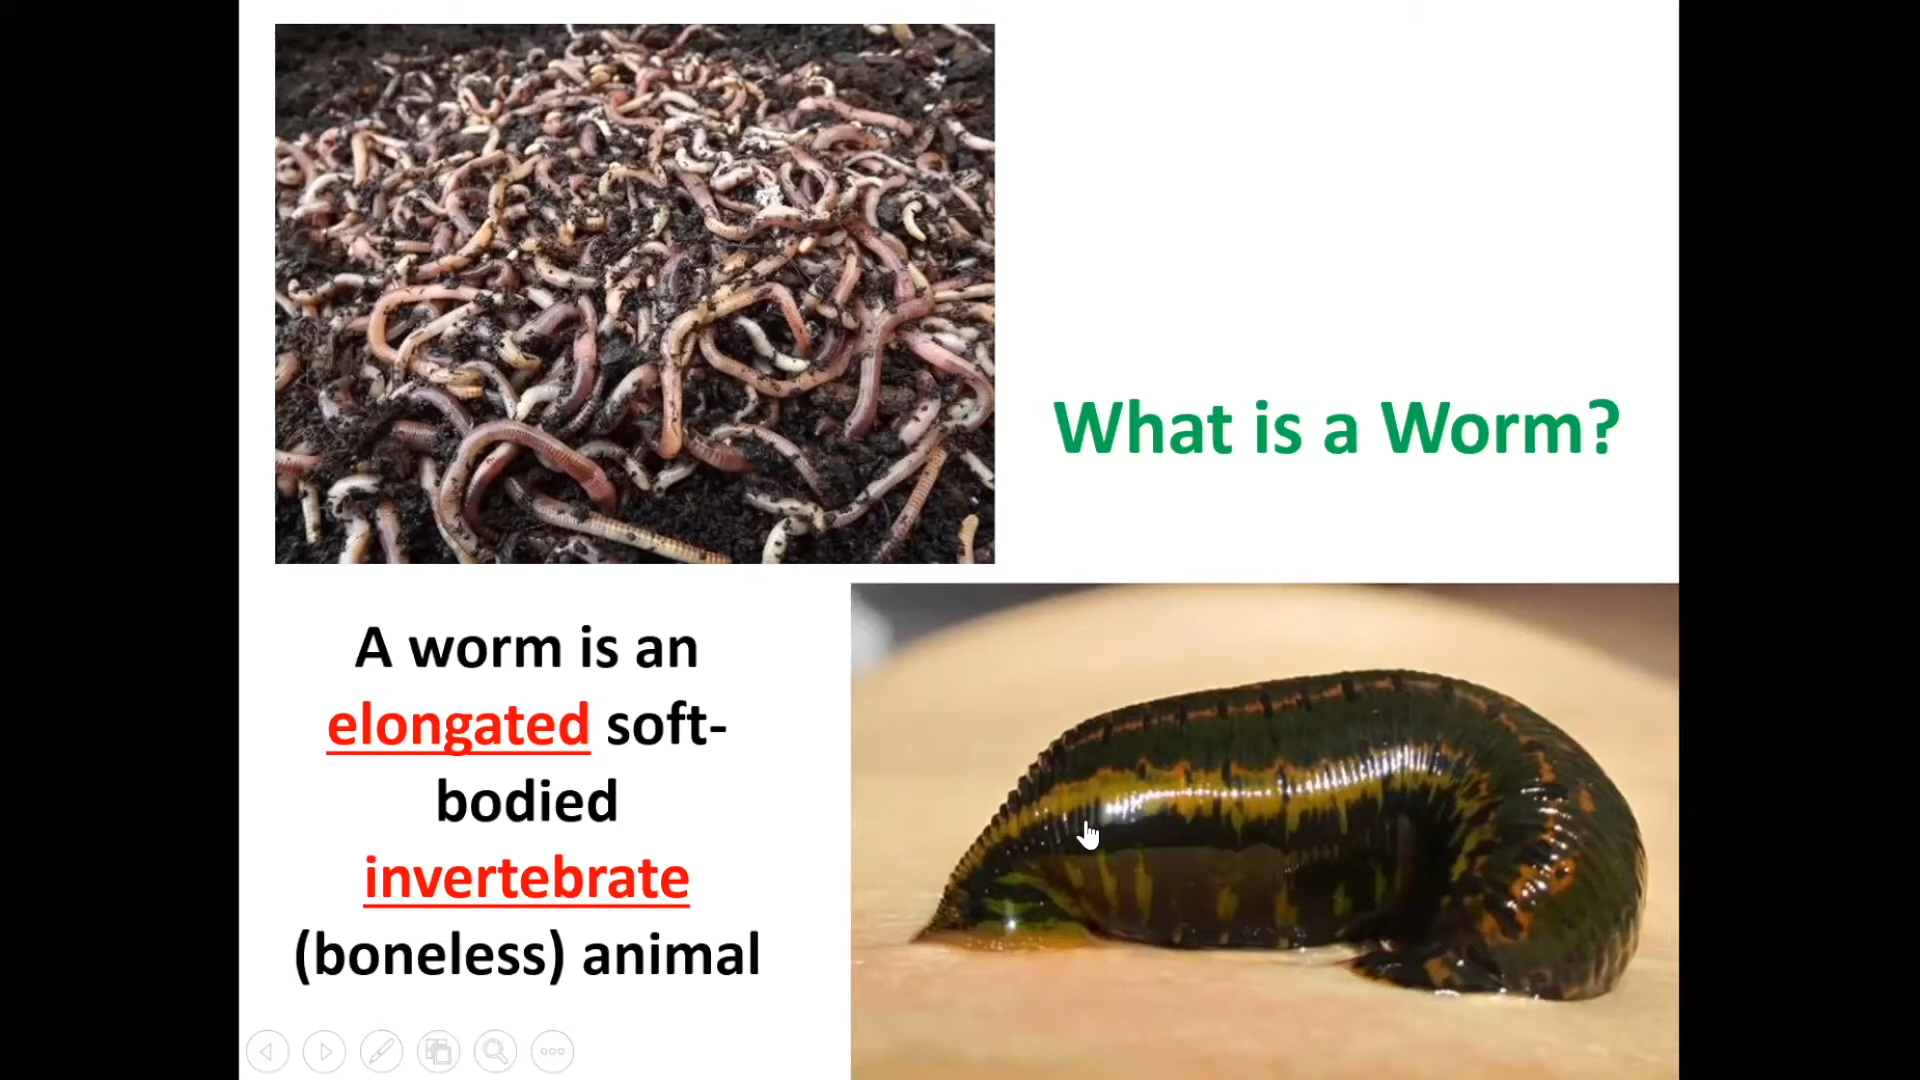 What is a Worm?
A worm is an
elongated soft-
bodied
invertebrate
(boneless) animal